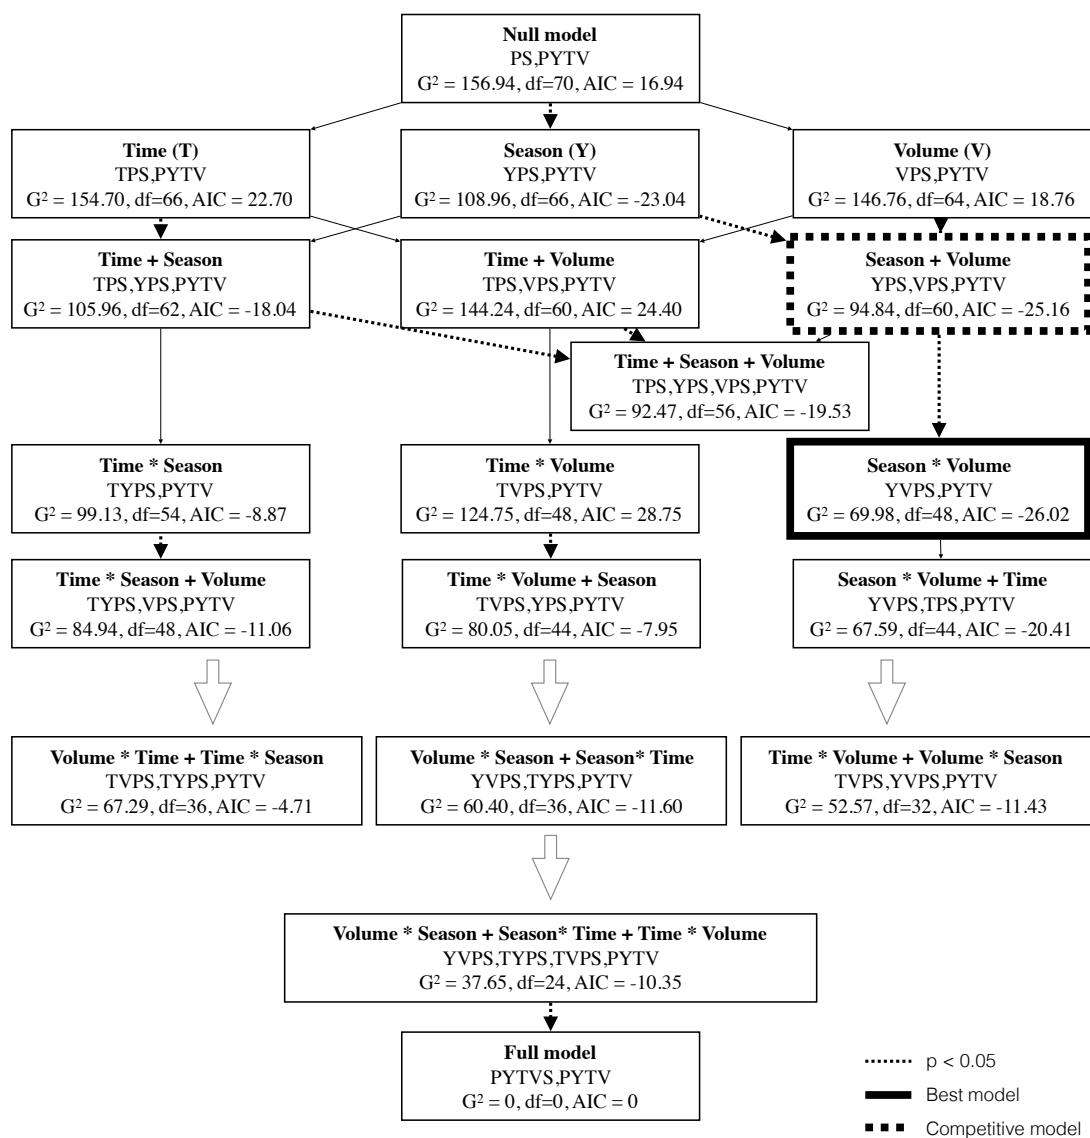 Null model
PS,PYTV
G² = 156.94, df=70, AIC = 16.94
Time (T)
TPS,PYTV
G² = 154.70, df=66, AIC = 22.70
Season (Y)
YPS,PYTV
G² = 108.96, df=66, AIC = -23.04
Volume (V)
VPS,PYTV
G² = 146.76, df=64, AIC = 18.76
Time + Season
TPS,YPS,PYTV
G² = 105.96, df=62, AIC = -18.04
Time + Volume
TPS,VPS,PYTV
G² = 144.24, df=60, AIC = 24.40
Season + Volume
YPS,VPS,PYTV
G² = 94.84, df=60, AIC = -25.16
Time + Season + Volume
TPS,YPS,VPS,PYTV
G² = 92.47, df=56, AIC = -19.53
Time * Season
TYPS,PYTV
G² = 99.13, df=54, AIC = -8.87
Time * Volume
TVPS,PYTV
G² = 124.75, df=48, AIC = 28.75
Season * Volume
YVPS,PYTV
G² = 69.98, df=48, AIC = -26.02
Time * Season + Volume
TYPS,VPS,PYTV
G² = 84.94, df=48, AIC = -11.06
Time * Volume + Season
TVPS,YPS,PYTV
G² = 80.05, df=44, AIC = -7.95
Season * Volume + Time
YVPS,TPS,PYTV
G² = 67.59, df=44, AIC = -20.41
Volume * Time + Time * Season
TVPS,TYPS,PYTV
G² = 67.29, df=36, AIC = -4.71
Volume * Season + Season* Time
YVPS,TYPS,PYTV
G² = 60.40, df=36, AIC = -11.60
Time * Volume + Volume * Season
TVPS,YVPS,PYTV
G² = 52.57, df=32, AIC = -11.43
Volume * Season + Season* Time + Time * Volume
YVPS,TYPS,TVPS,PYTV
G² = 37.65, df=24, AIC = -10.35
Full model
PYTVS,PYTV
G² = 0, df=0, AIC = 0
p < 0.05
Best model
Competitive model